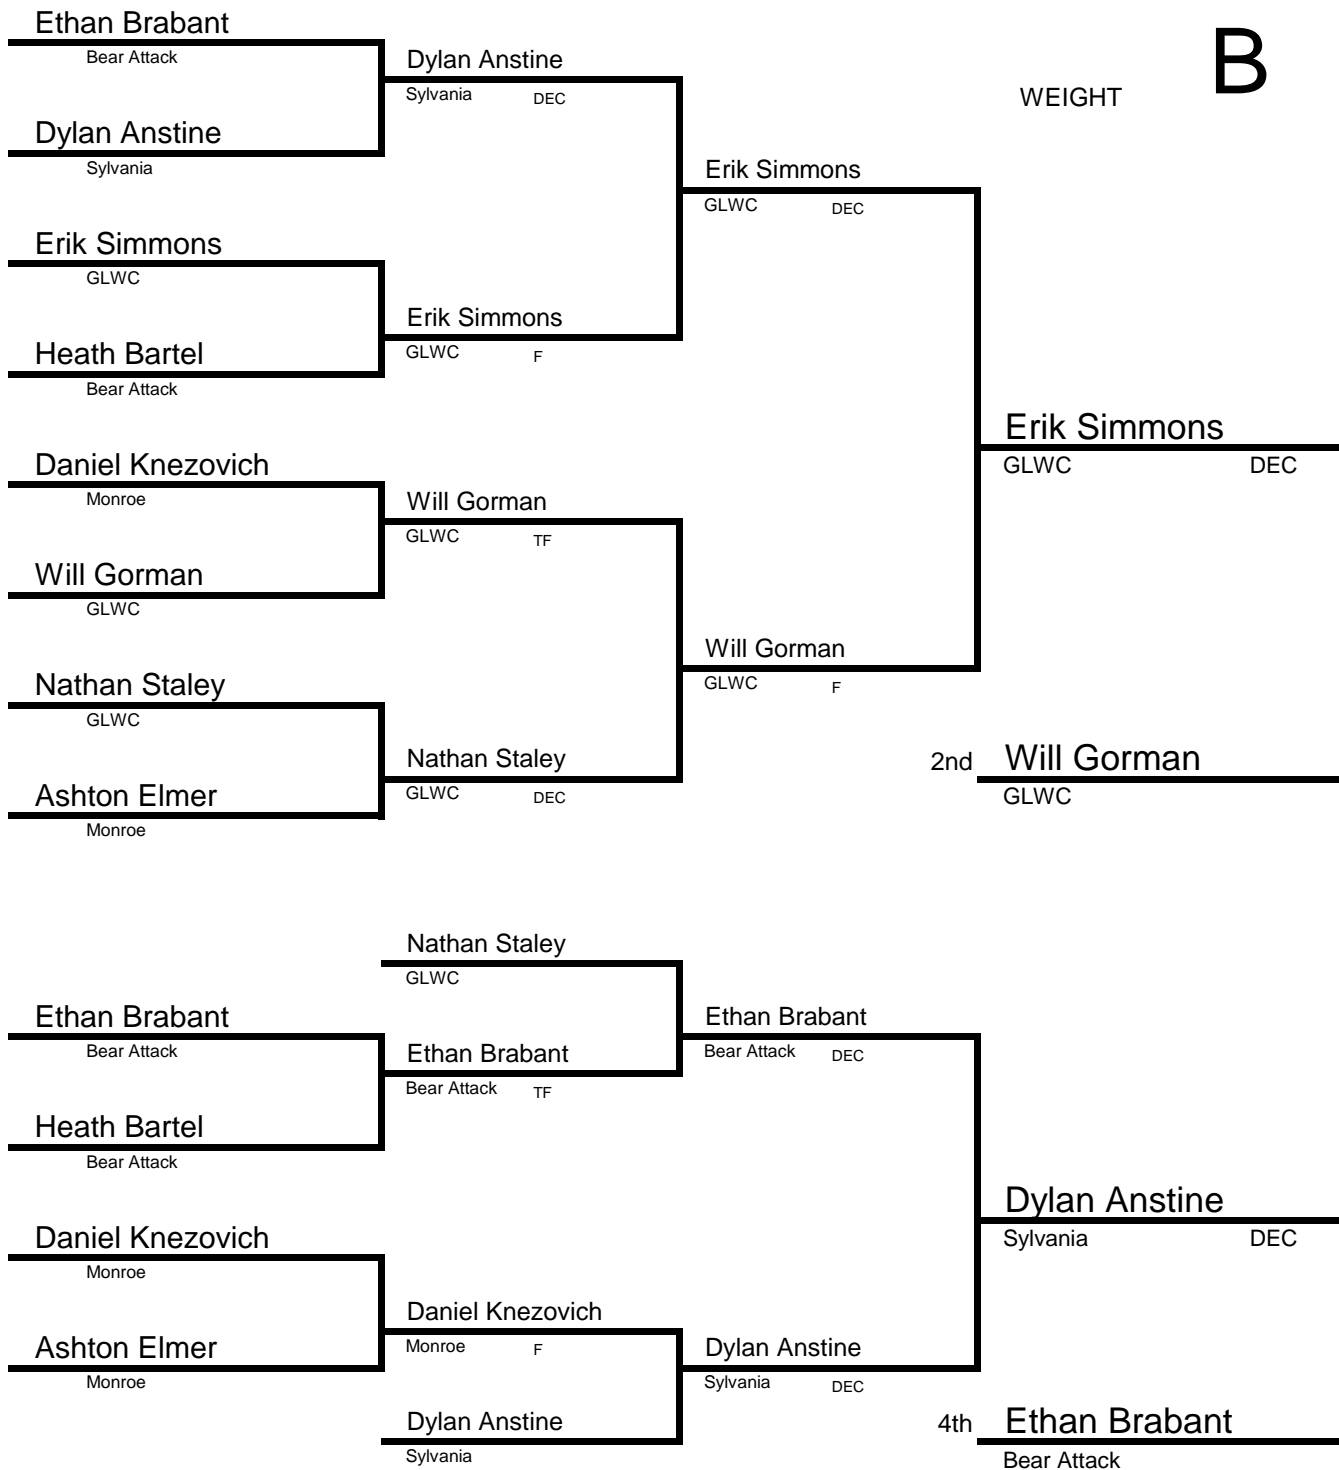 Ethan Brabant
Bear Attack
Dylan Anstine
Sylvania DEC
B
WEIGHT
Dylan Anstine
Sylvania
Erik Simmons
GLWC DEC
Erik Simmons
GLWC
Erik Simmons
GLWC F
Heath Bartel
Bear Attack
Erik Simmons
GLWC DEC
Daniel Knezovich
Monroe
Will Gorman
GLWC TF
Will Gorman
GLWC
Will Gorman
GLWC F
Nathan Staley
GLWC
Nathan Staley
GLWC DEC
2nd Will Gorman
GLWC
Ashton Elmer
Monroe
Nathan Staley
GLWC
Ethan Brabant
Bear Attack
Ethan Brabant
Bear Attack DEC
Ethan Brabant
Bear Attack TF
Heath Bartel
Bear Attack
Dylan Anstine
Sylvania DEC
Daniel Knezovich
Monroe
Daniel Knezovich
Monroe F
Ashton Elmer
Monroe
Dylan Anstine
Sylvania DEC
Dylan Anstine
Sylvania
4th Ethan Brabant
Bear Attack